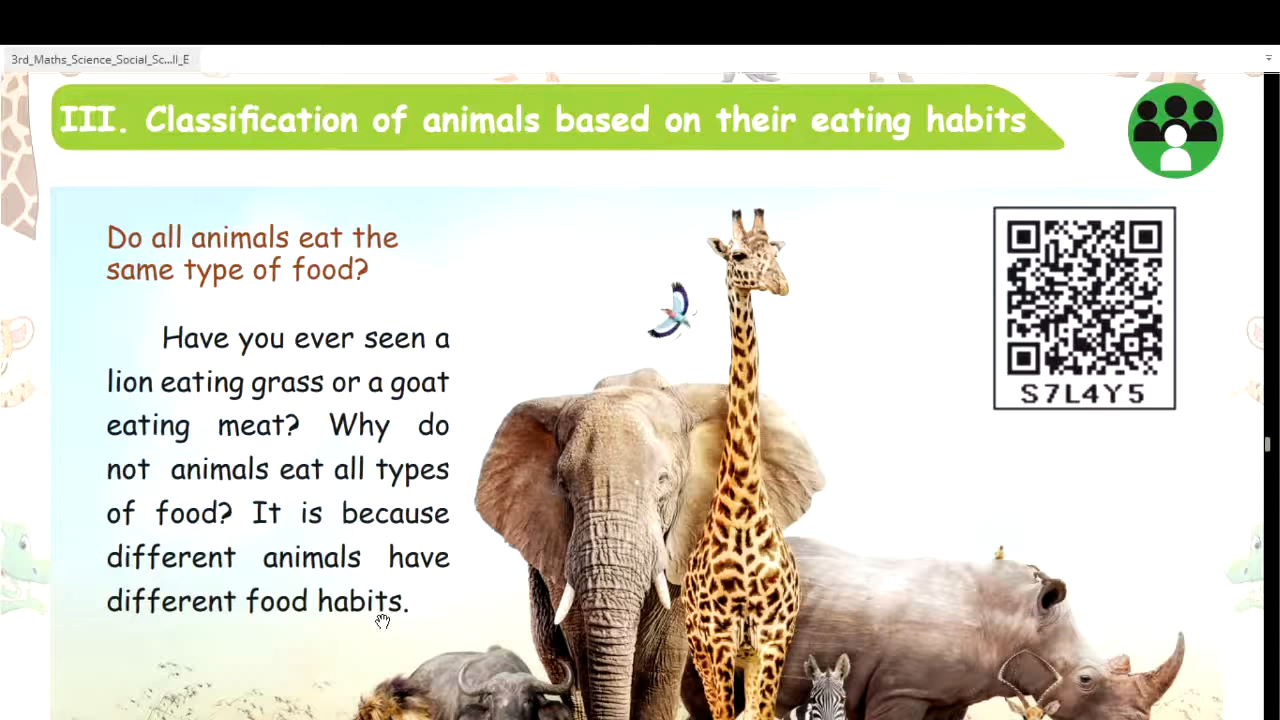 3rd_Maths_Science_Social_Sc...ll_E
III. Classification of animals based on their eating habits
Do all animals eat the
same type of food?
Have you ever seen a
lion eating grass or a goat
eating meat? Why do
not animals eat all types
of food? It is because
different animals have
different food habits.
S7L4Y5